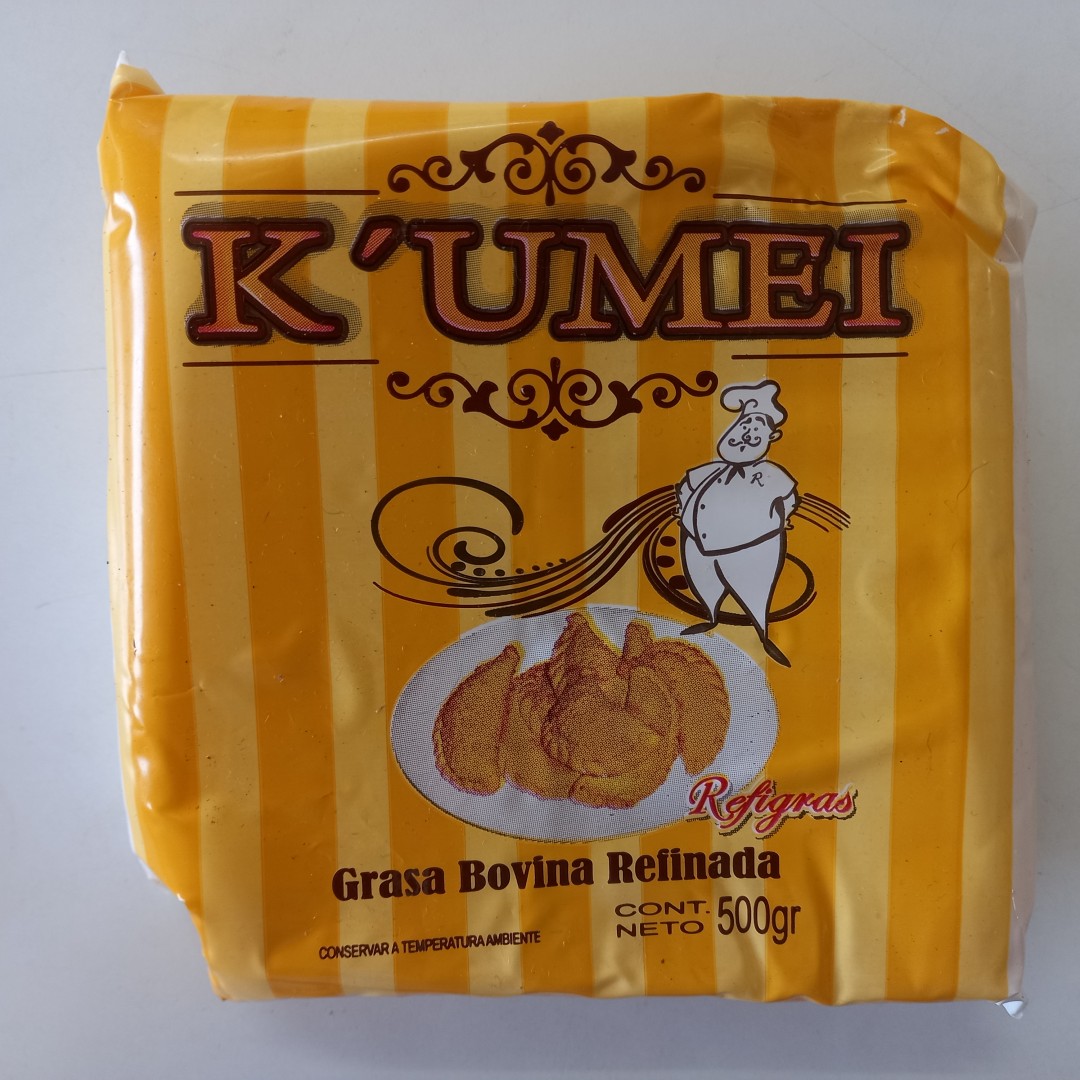 K'UMEI
R
Refigras
Grasa Bovina Refinada
CONT. NETO 500gr
CONSERVAR A TEMPERATURA AMBIENTE